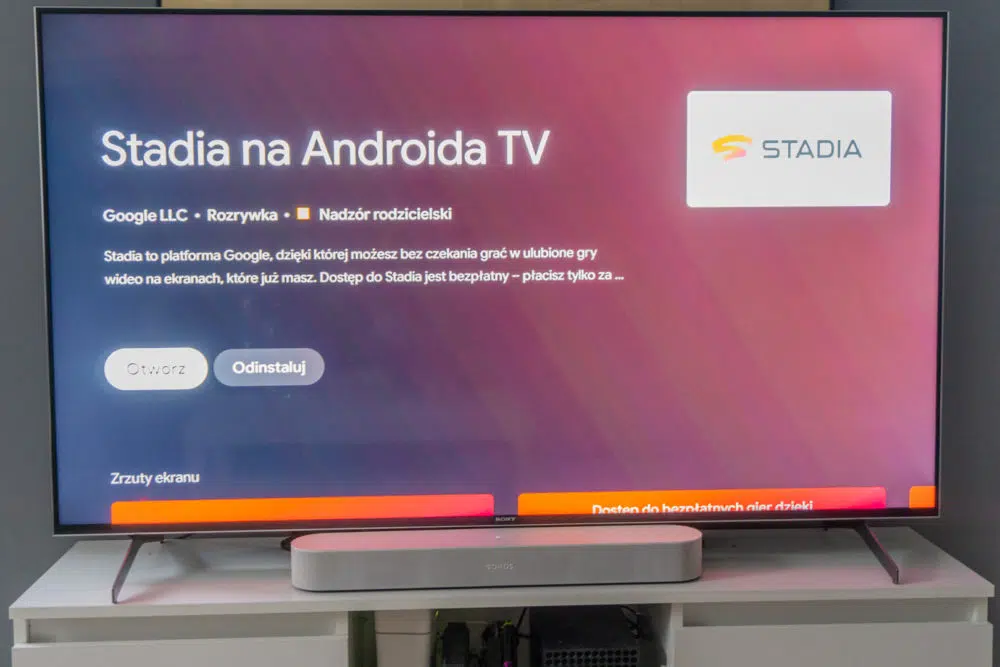 Stadia na Androida TV
STADIA
Google LLC • Rozrywka • Nadzór rodzicielski
Stadia to platforma Google, dzięki której możesz bez czekania grać w ulubione gry
wideo na ekranach, które już masz. Dostęp do Stadia jest bezpłatny – płacisz tylko za ...
Otwórz
Odinstaluj
Zrzuty ekranu
Dostęp do bezpłatnych gier dzięki
SONY
SONOS